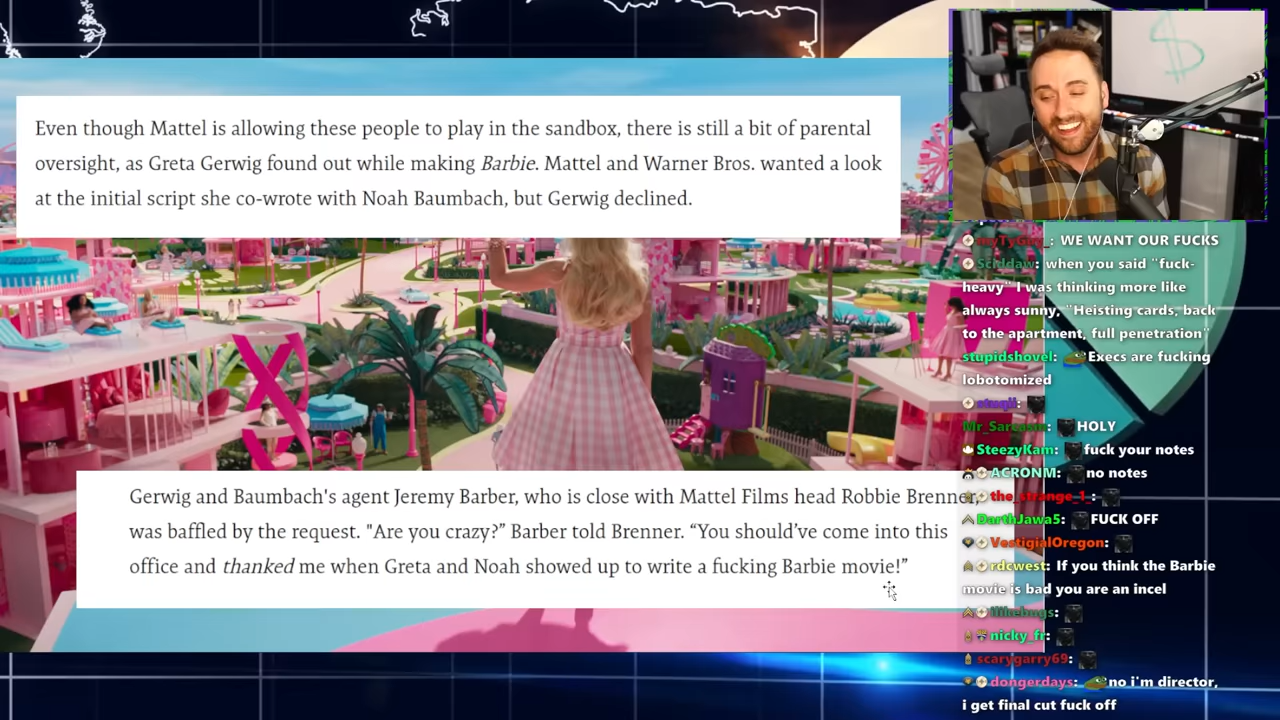 Even though Mattel is allowing these people to play in the sandbox, there is still a bit of parental
oversight, as Greta Gerwig found out while making Barbie. Mattel and Warner Bros. wanted a look
at the initial script she co-wrote with Noah Baumbach, but Gerwig declined.
Gerwig and Baumbach's agent Jeremy Barber, who is close with Mattel Films head Robbie Brenner,
was baffled by the request. "Are you crazy?” Barber told Brenner. “You should’ve come into this
office and thanked me when Greta and Noah showed up to write a fucking Barbie movie!”
$
WE WANT OUR FUCKS
Sciddaw: when you said "fuck-
heavy" I was thinking more like
always sunny, "Heisting cards, back
to the apartment, full penetration"
stupidshovel: Execs are fucking
lobotomized
stuqii:
Mr_Sarcasm: HOLY
SteezyKam: fuck your notes
ACRONM: no notes
the_strange_1_:
DarthJawa5: FUCK OFF
VestigialOregon:
rdcwest: If you think the Barbie
movie is bad you are an incel
nicky_fr:
scarygarry69:
dongerdays: no i'm director,
i get final cut fuck off